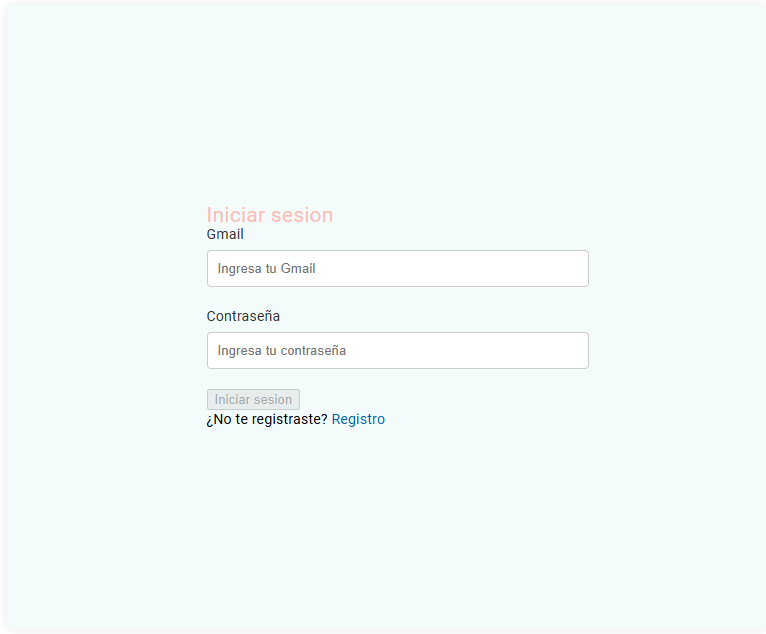 Iniciar sesion
Gmail
Ingresa tu Gmail
Contraseña
Ingresa tu contraseña
Iniciar sesion
¿No te registraste? Registro